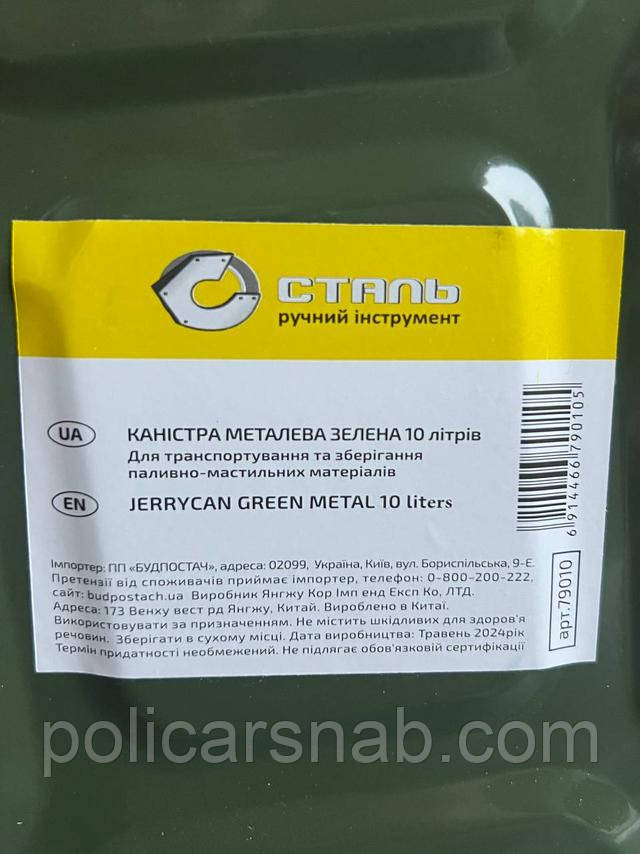 СТАЛЬ
ручний інструмент
UA
КАНІСТРА МЕТАЛЕВА ЗЕЛЕНА 10 літрів
Для транспортування та зберігання
паливно-мастильних матеріалів
EN
JERRYCAN GREEN METAL 10 liters
6 914466 790105
Імпортер: ПП «БУДПОСТАЧ», адреса: 02099, Україна, Київ, вул. Бориспільська, 9-Е.
Претензії від споживачів приймає імпортер, телефон: 0-800-200-222,
сайт: budpostach.ua Виробник Янгжу Кор Імп енд Експ Ко, ЛТД.
Адреса: 173 Венху вест рд Янгжу, Китай. Вироблено в Китаї.
Використовувати за призначенням. Не містить шкідливих для здоров'я
речовин. Зберігати в сухому місці. Дата виробництва: Травень 2024рік
Термін придатності необмежений. Не підлягає обов'язковій сертифікації
арт.79010
policarsnab.com